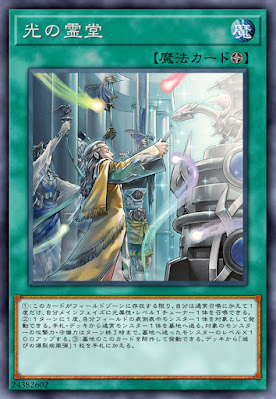 光の霊堂
魔
【魔法カード】
①:このカードがフィールドゾーンに存在する限り、自分は通常召喚に加えて1
度だけ、自分メインフェイズに光属性・レベル1チューナー1体を召喚できる。
②:1ターンに1度、自分フィールドの表側表示モンスター1体を対象として発
動できる。手札・デッキから通常モンスター1体を墓地へ送る。対象のモンスター
の攻撃力・守備力はターン終了時まで、墓地へ送ったモンスターのレベル×1
00アップする。③:墓地のこのカードを除外して発動できる。デッキから「滅
びの爆裂疾風弾」1枚を手札に加える。
24382602